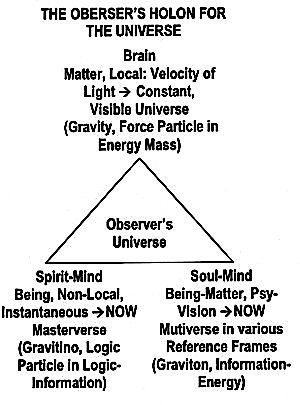 THE OBERSER'S HOLON FOR
THE UNIVERSE
Brain
Matter, Local: Velocity of
Light → Constant,
Visible Universe
(Gravity, Force Particle in
Energy Mass)
Observer's
Universe
Spirit-Mind
Being, Non-Local,
Instantaneous → NOW
Masterverse
(Gravitino, Logic
Particle in Logic-
Information)
Soul-Mind
Being-Matter, Psy-
Vision → NOW
Mutiverse in various
Reference Frames
(Graviton, Information-
Energy)